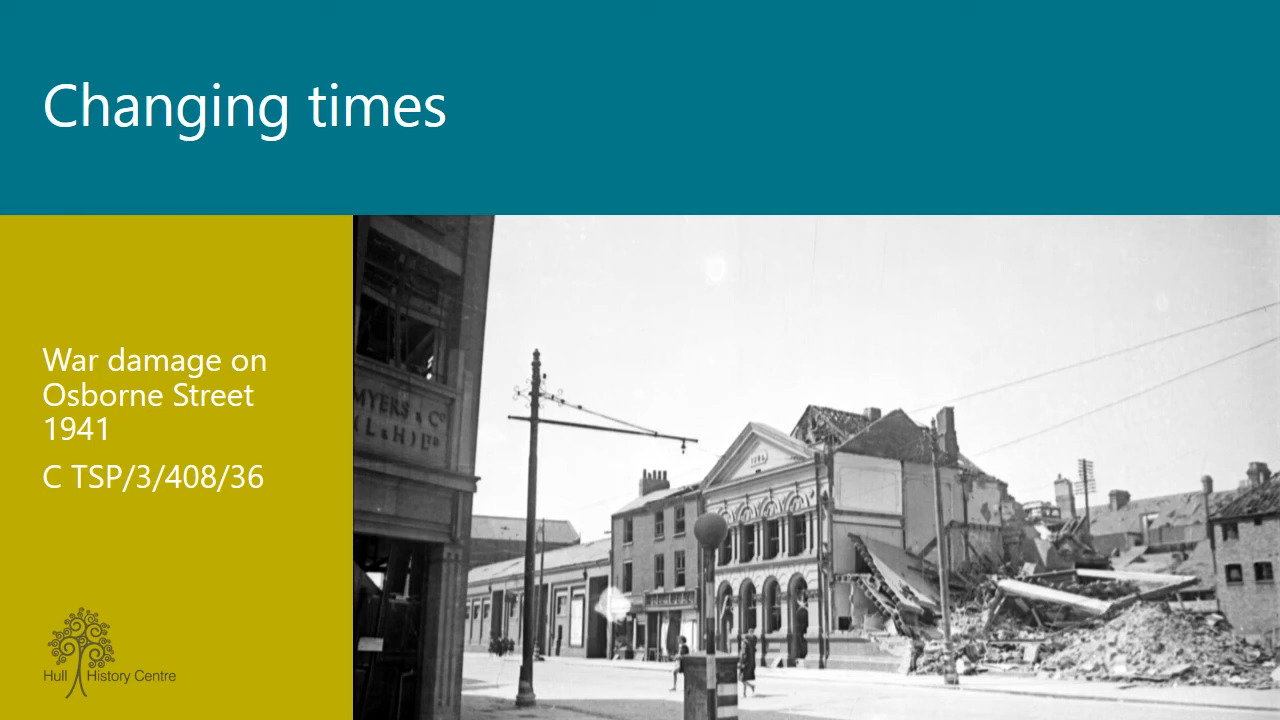 Changing times
War damage on
Osborne Street
1941
C TSP/3/408/36
MYERS & Co
(L & H) LTD
Hull History Centre